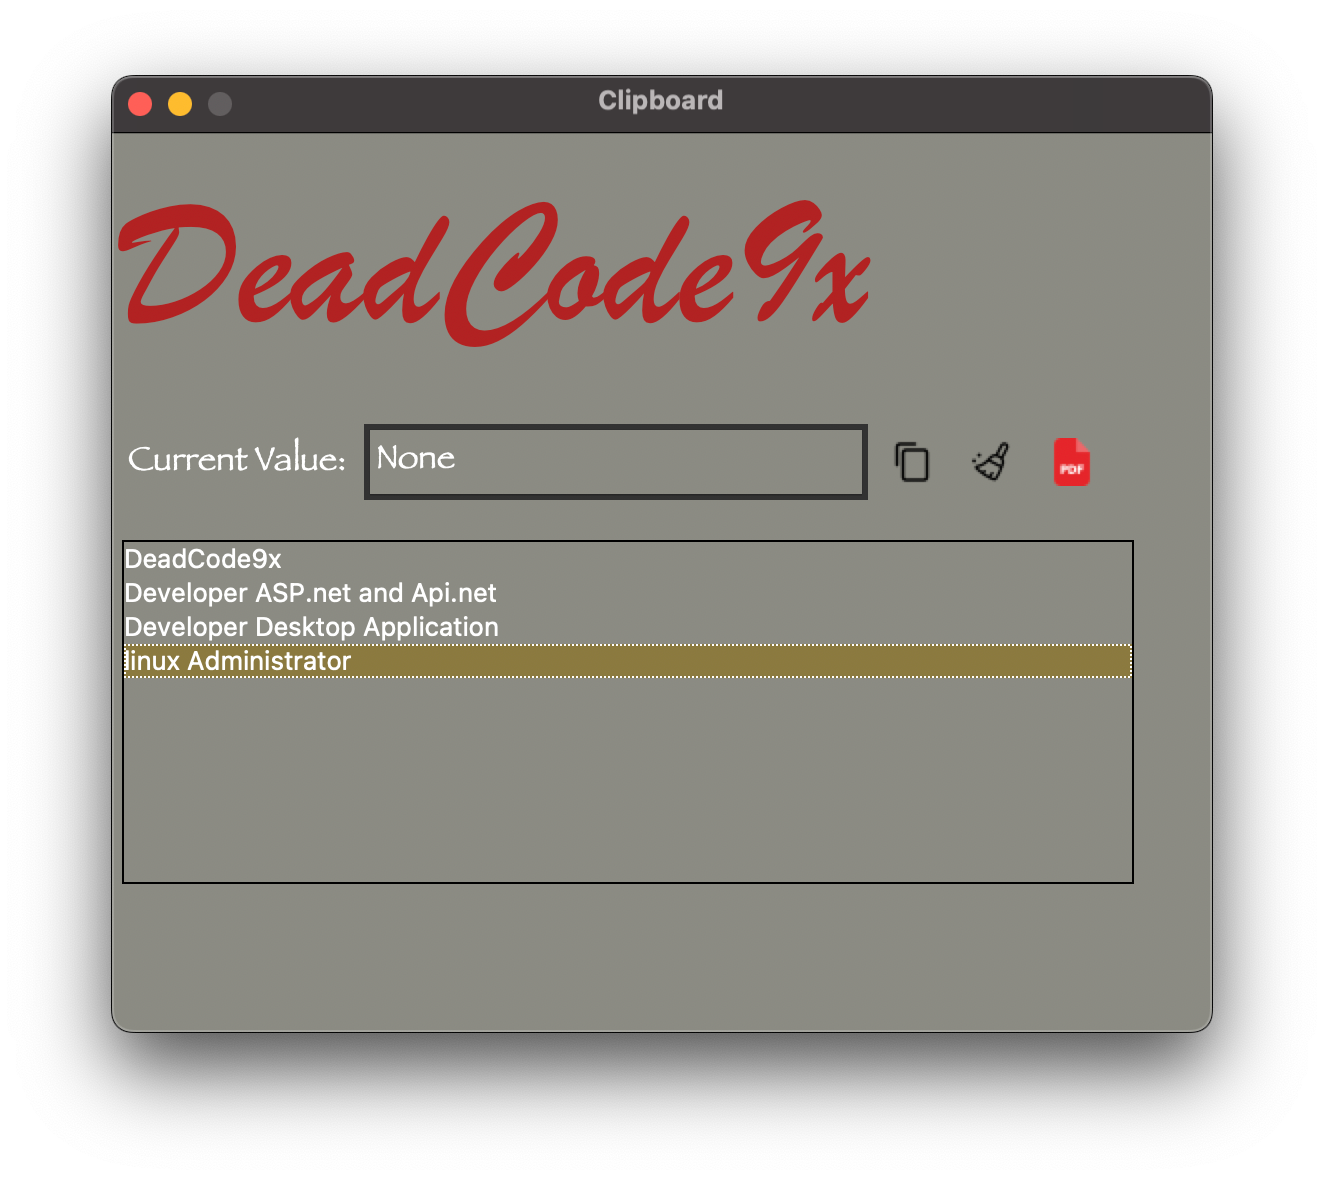 Clipboard
DeadCode9x
Current Value: None
PDF
DeadCode9x
Developer ASP.net and Api.net
Developer Desktop Application
linux Administrator